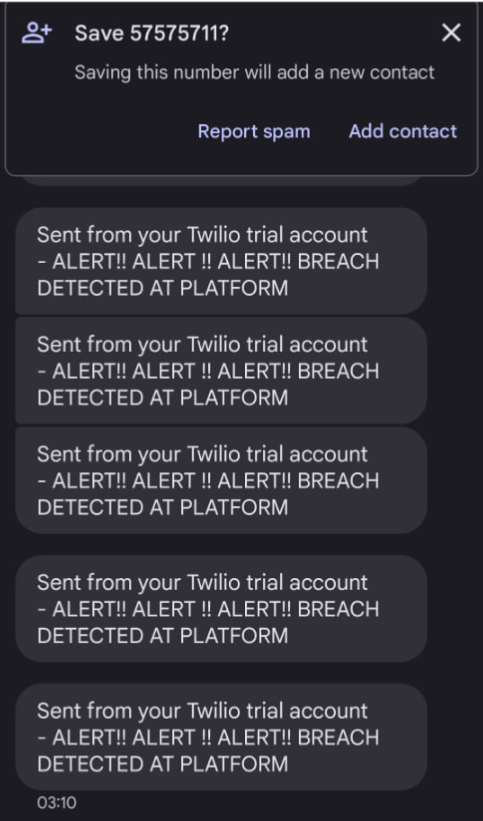 Save 57575711?
Saving this number will add a new contact
Report spam Add contact
Sent from your Twilio trial account
- ALERT!! ALERT !! ALERT!! BREACH
DETECTED AT PLATFORM
Sent from your Twilio trial account
- ALERT!! ALERT !! ALERT!! BREACH
DETECTED AT PLATFORM
Sent from your Twilio trial account
- ALERT!! ALERT !! ALERT!! BREACH
DETECTED AT PLATFORM
Sent from your Twilio trial account
- ALERT!! ALERT !! ALERT!! BREACH
DETECTED AT PLATFORM
Sent from your Twilio trial account
- ALERT!! ALERT !! ALERT!! BREACH
DETECTED AT PLATFORM
03:10